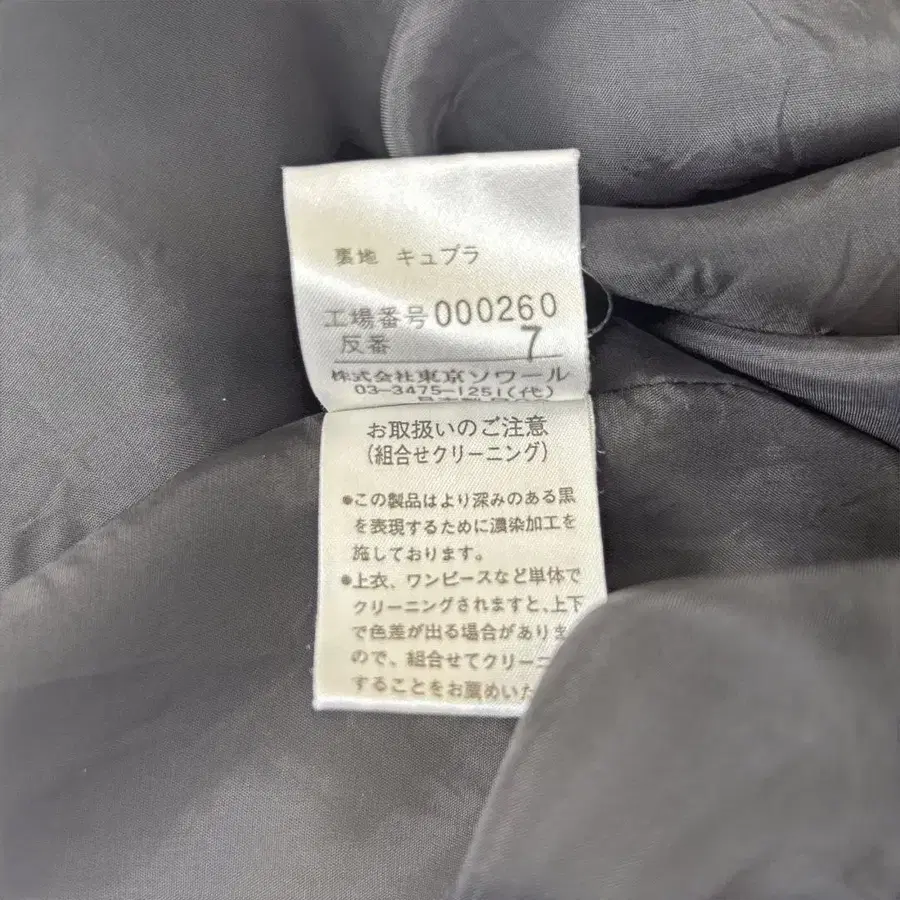 裏地 キュプラ
工場番号 000260
反番 7
株式会社東京ソワール
03-3475-1251(代)
お取扱いのご注意
(組合せクリーニング)
●この製品はより深みのある黒
を表現するために濃染加工を
施しております。
●上衣、ワンピースなど単体で
クリーニングされますと、上下
で色差が出る場合がありま
ので、組合せてクリーニ
することをお薦めいた